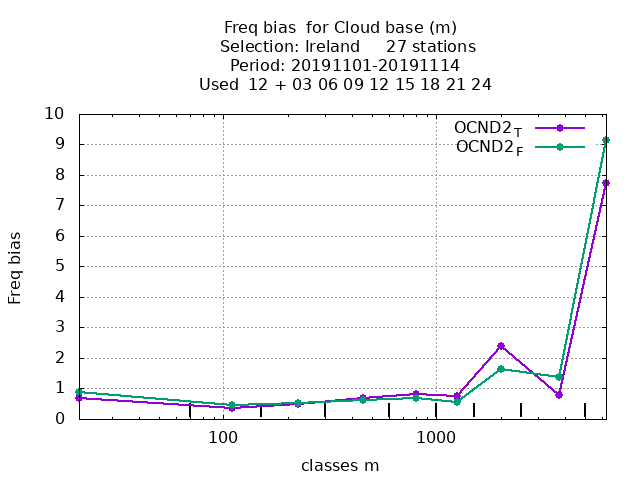 Freq bias  for Cloud base (m)
Selection: Ireland     27 stations
Period: 20191101-20191114
Used  12 + 03 06 09 12 15 18 21 24
OCND2_T
OCND2_F
10
9
8
7
6
5
4
3
2
1
0
Freq bias
100
1000
classes m